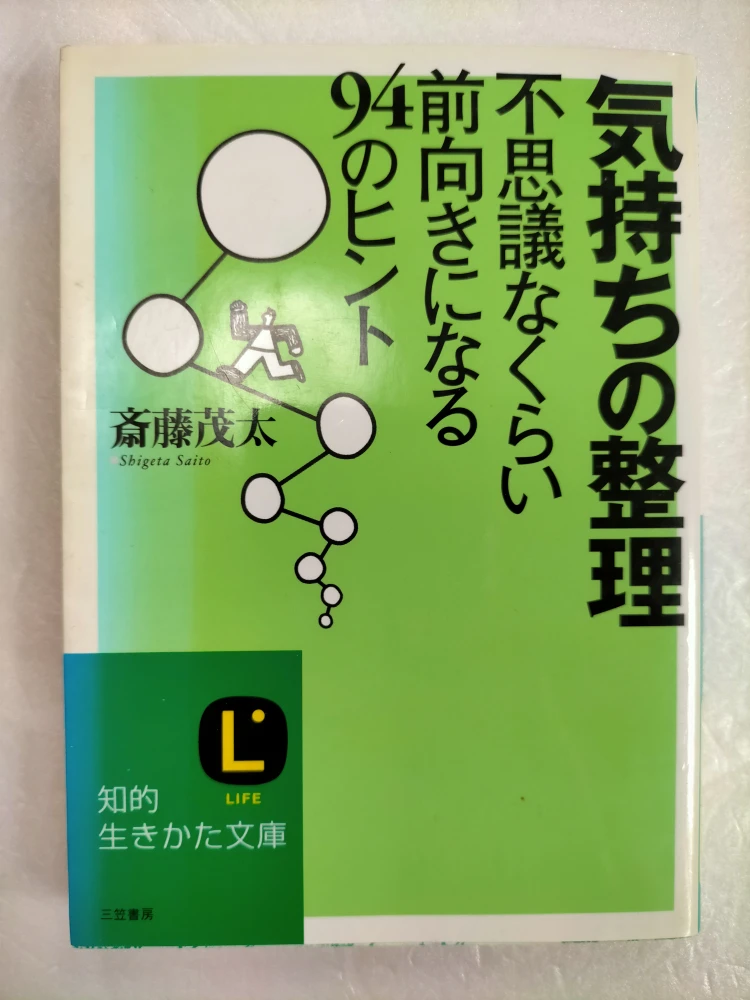 気持ちの整理
不思議なくらい
前向きになる
94のヒント
斎藤茂太
Shigeta Saito
L
LIFE
知的
生きかた文庫
三笠書房